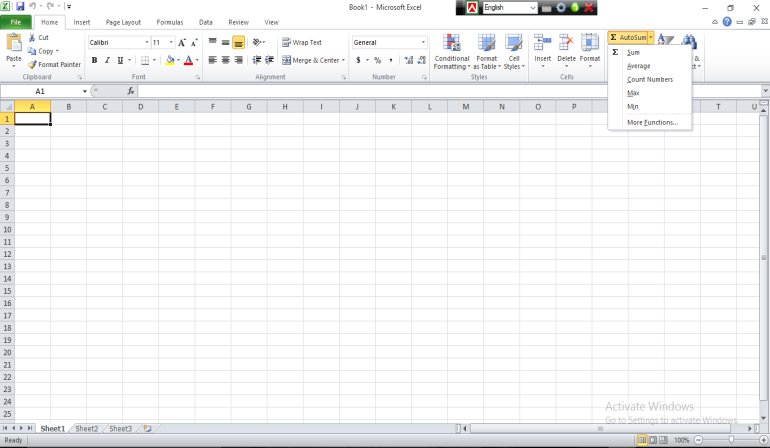 Book1 - Microsoft Excel
English
File Home Insert Page Layout Formulas Data Review View
Paste
Cut
Copy
Format Painter
Clipboard
Calibri 11
B I U
Font
Wrap Text
Merge & Center
Alignment
General
$ % ,
Number
Conditional Formatting
Format as Table
Cell Styles
Styles
Insert Delete Format
Cells
Σ AutoSum
Σ Sum
Average
Count Numbers
Max
Min
More Functions...
A1 fx
A B C D E F G H I J K L M N O P T U
1
2
3
4
5
6
7
8
9
10
11
12
13
14
15
16
17
18
19
20
21
22
23
24
25
Activate Windows
Go to Settings to activate Windows.
Sheet1 Sheet2 Sheet3
Ready 100%